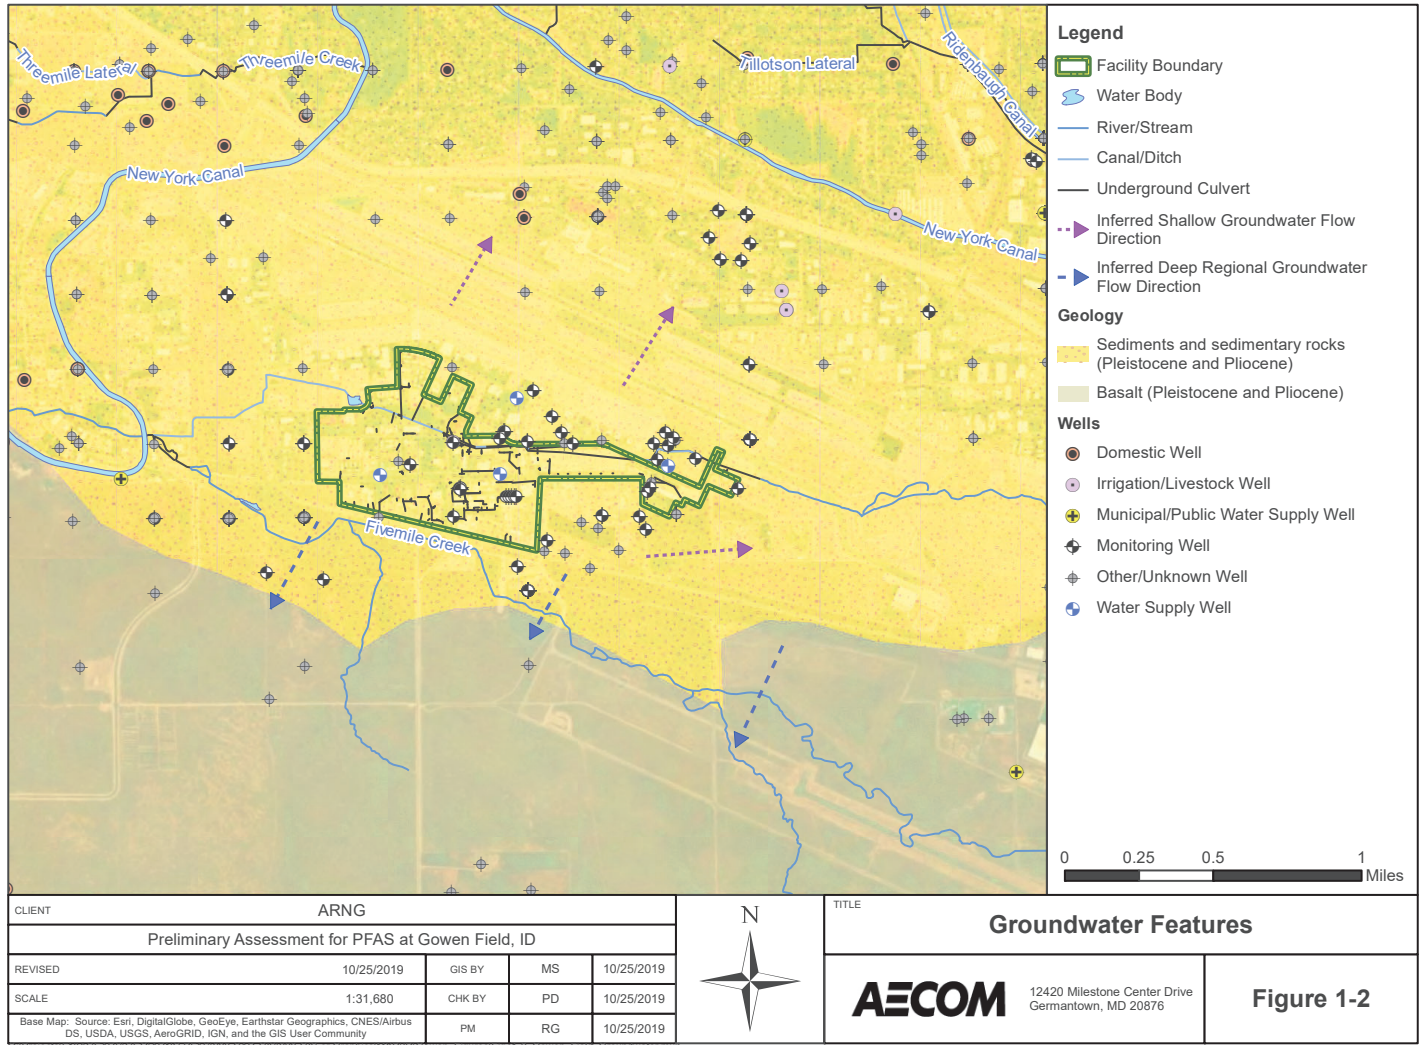 Threemile Lateral
Threemile Creek
Tillotson Lateral
Ridenbaugh Canal
New York Canal
New York Canal
Fivemile Creek
Legend
Facility Boundary
Water Body
River/Stream
Canal/Ditch
Underground Culvert
Inferred Shallow Groundwater Flow
Direction
Inferred Deep Regional Groundwater
Flow Direction
Geology
Sediments and sedimentary rocks
(Pleistocene and Pliocene)
Basalt (Pleistocene and Pliocene)
Wells
Domestic Well
Irrigation/Livestock Well
Municipal/Public Water Supply Well
Monitoring Well
Other/Unknown Well
Water Supply Well
0 0.25 0.5 1
Miles
CLIENT ARNG
Preliminary Assessment for PFAS at Gowen Field, ID
REVISED 10/25/2019 GIS BY MS 10/25/2019
SCALE 1:31,680 CHK BY PD 10/25/2019
Base Map: Source: Esri, DigitalGlobe, GeoEye, Earthstar Geographics, CNES/Airbus
DS, USDA, USGS, AeroGRID, IGN, and the GIS User Community
PM RG 10/25/2019
N
TITLE
Groundwater Features
AECOM
12420 Milestone Center Drive
Germantown, MD 20876
Figure 1-2